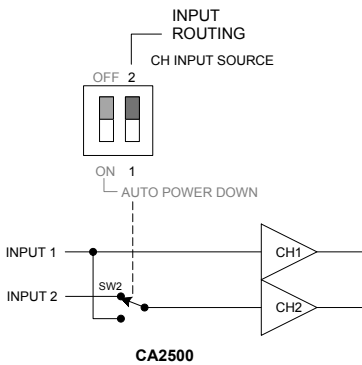 INPUT
ROUTING
CH INPUT SOURCE
OFF 2
ON 1
AUTO POWER DOWN
INPUT 1
CH1
INPUT 2
SW2
CH2
CA2500